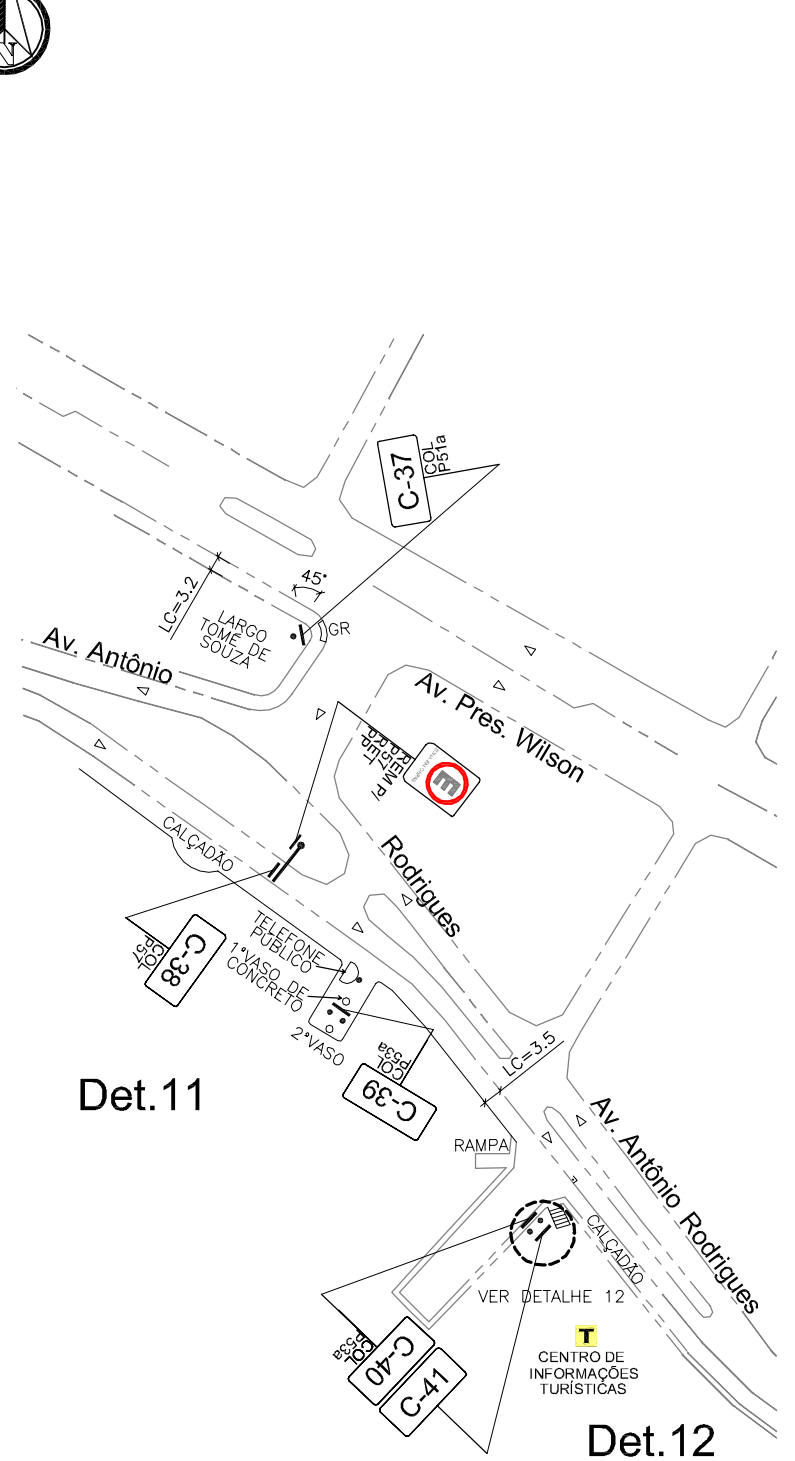 N
COL
P51a
C-37
45°
LC=3.2
LARGO
TOMÉ DE
SOUZA
GR
Av. Antônio
Av. Pres. Wilson
REM P/
E
Rodrigues
CALÇADÃO
TELEFONE
PÚBLICO
1°VASO DE
CONCRETO
2°VASO
COL
P57
C-38
COL
P53a
C-39
LC=3.5
Det.11
Av. Antônio Rodrigues
RAMPA
CALÇADÃO
VER DETALHE 12
COL
P53a
C-40
C-41
T
CENTRO DE
INFORMAÇÕES
TURÍSTICAS
Det.12